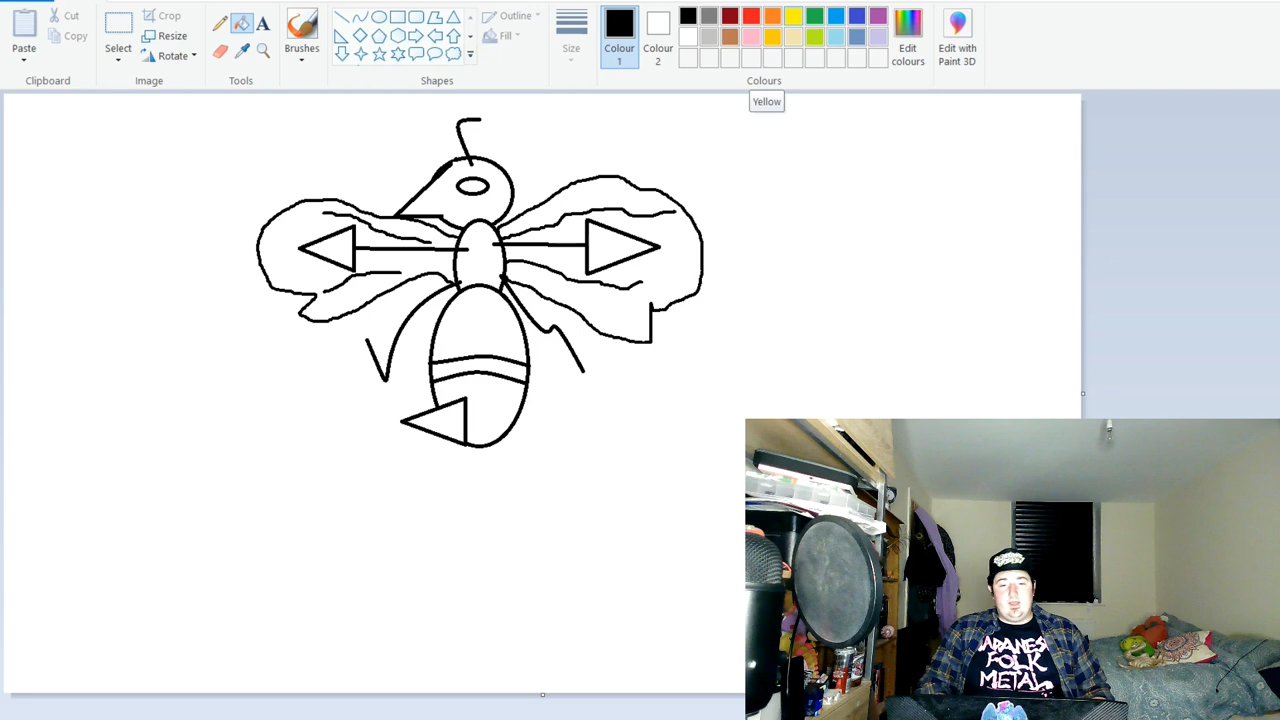 Paste
Cut
Copy
Clipboard
Select
Crop
Resize
Rotate
Image
A
Tools
Brushes
Outline
Fill
Shapes
Size
Colour
1
Colour
2
Edit
colours
Colours
Edit with
Paint 3D
Yellow
JAPANESE
FOLK
METAL